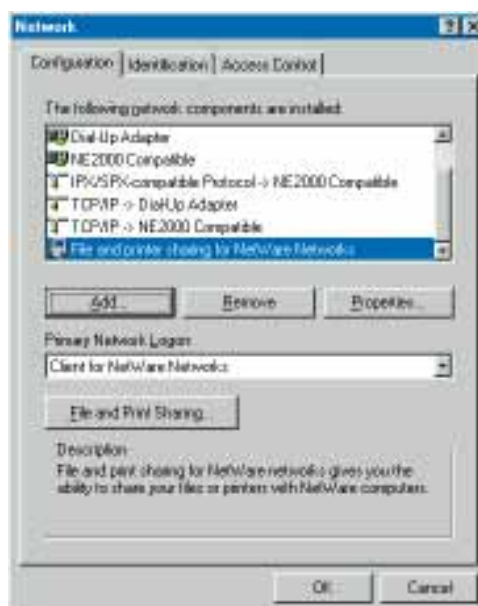 Network
Configuration Identification Access Control
The following network components are installed:
Dial-Up Adapter
NE2000 Compatible
IPX/SPX-compatible Protocol -> NE2000 Compatible
TCP/IP -> Dial-Up Adapter
TCP/IP -> NE2000 Compatible
File and printer sharing for NetWare Networks
Add... Remove Properties...
Primary Network Logon:
Client for NetWare Networks
File and Print Sharing...
Description
File and print sharing for NetWare networks gives you the
ability to share your files or printers with NetWare computers.
OK Cancel